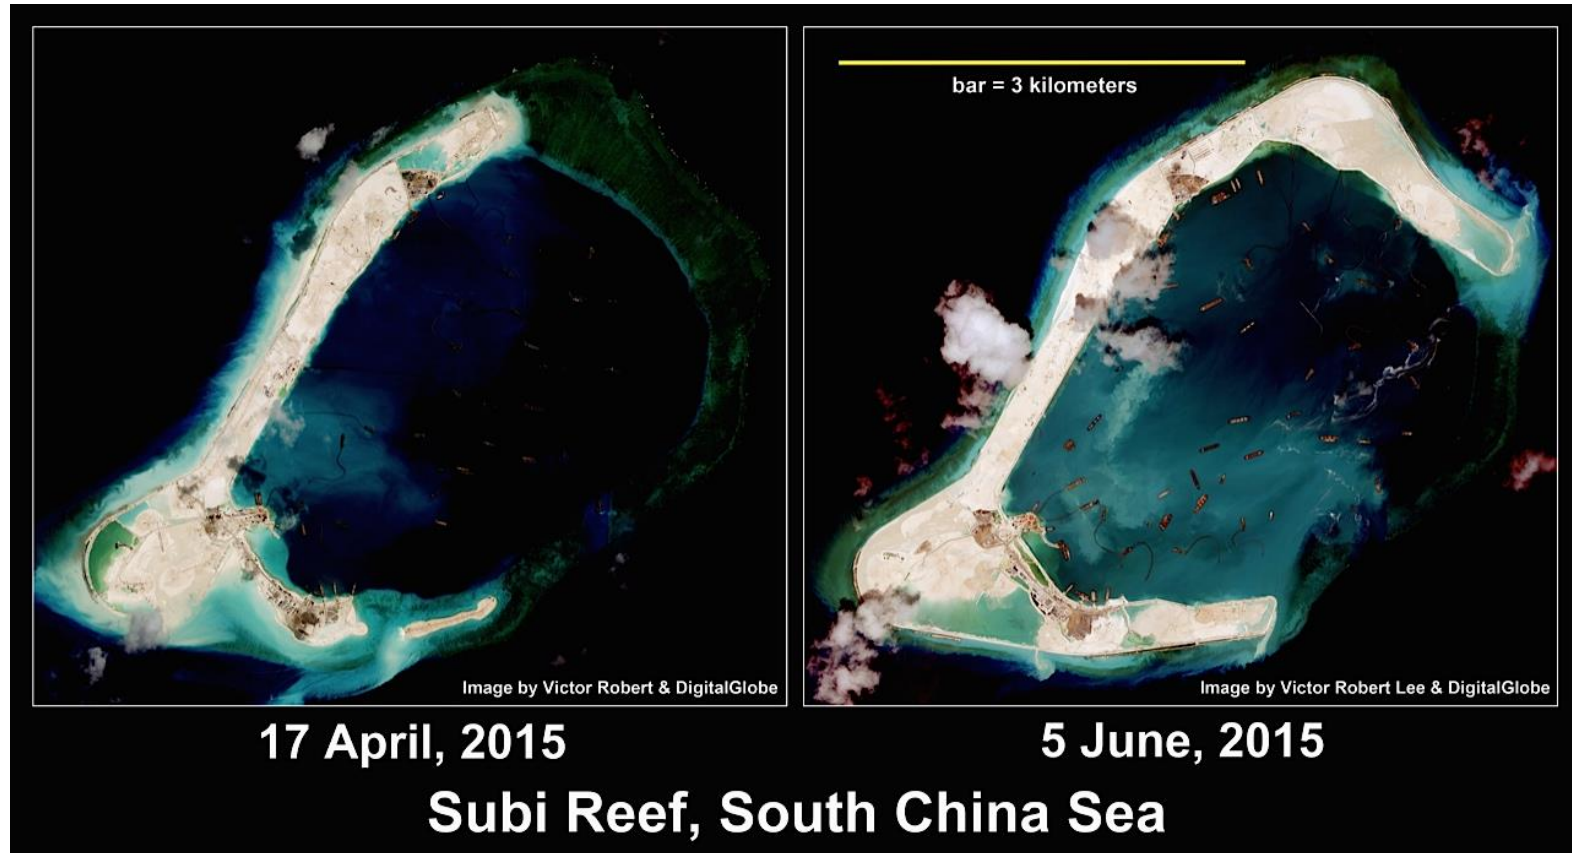 bar = 3 kilometers
Image by Victor Robert & DigitalGlobe
Image by Victor Robert Lee & DigitalGlobe
17 April, 2015
5 June, 2015
Subi Reef, South China Sea